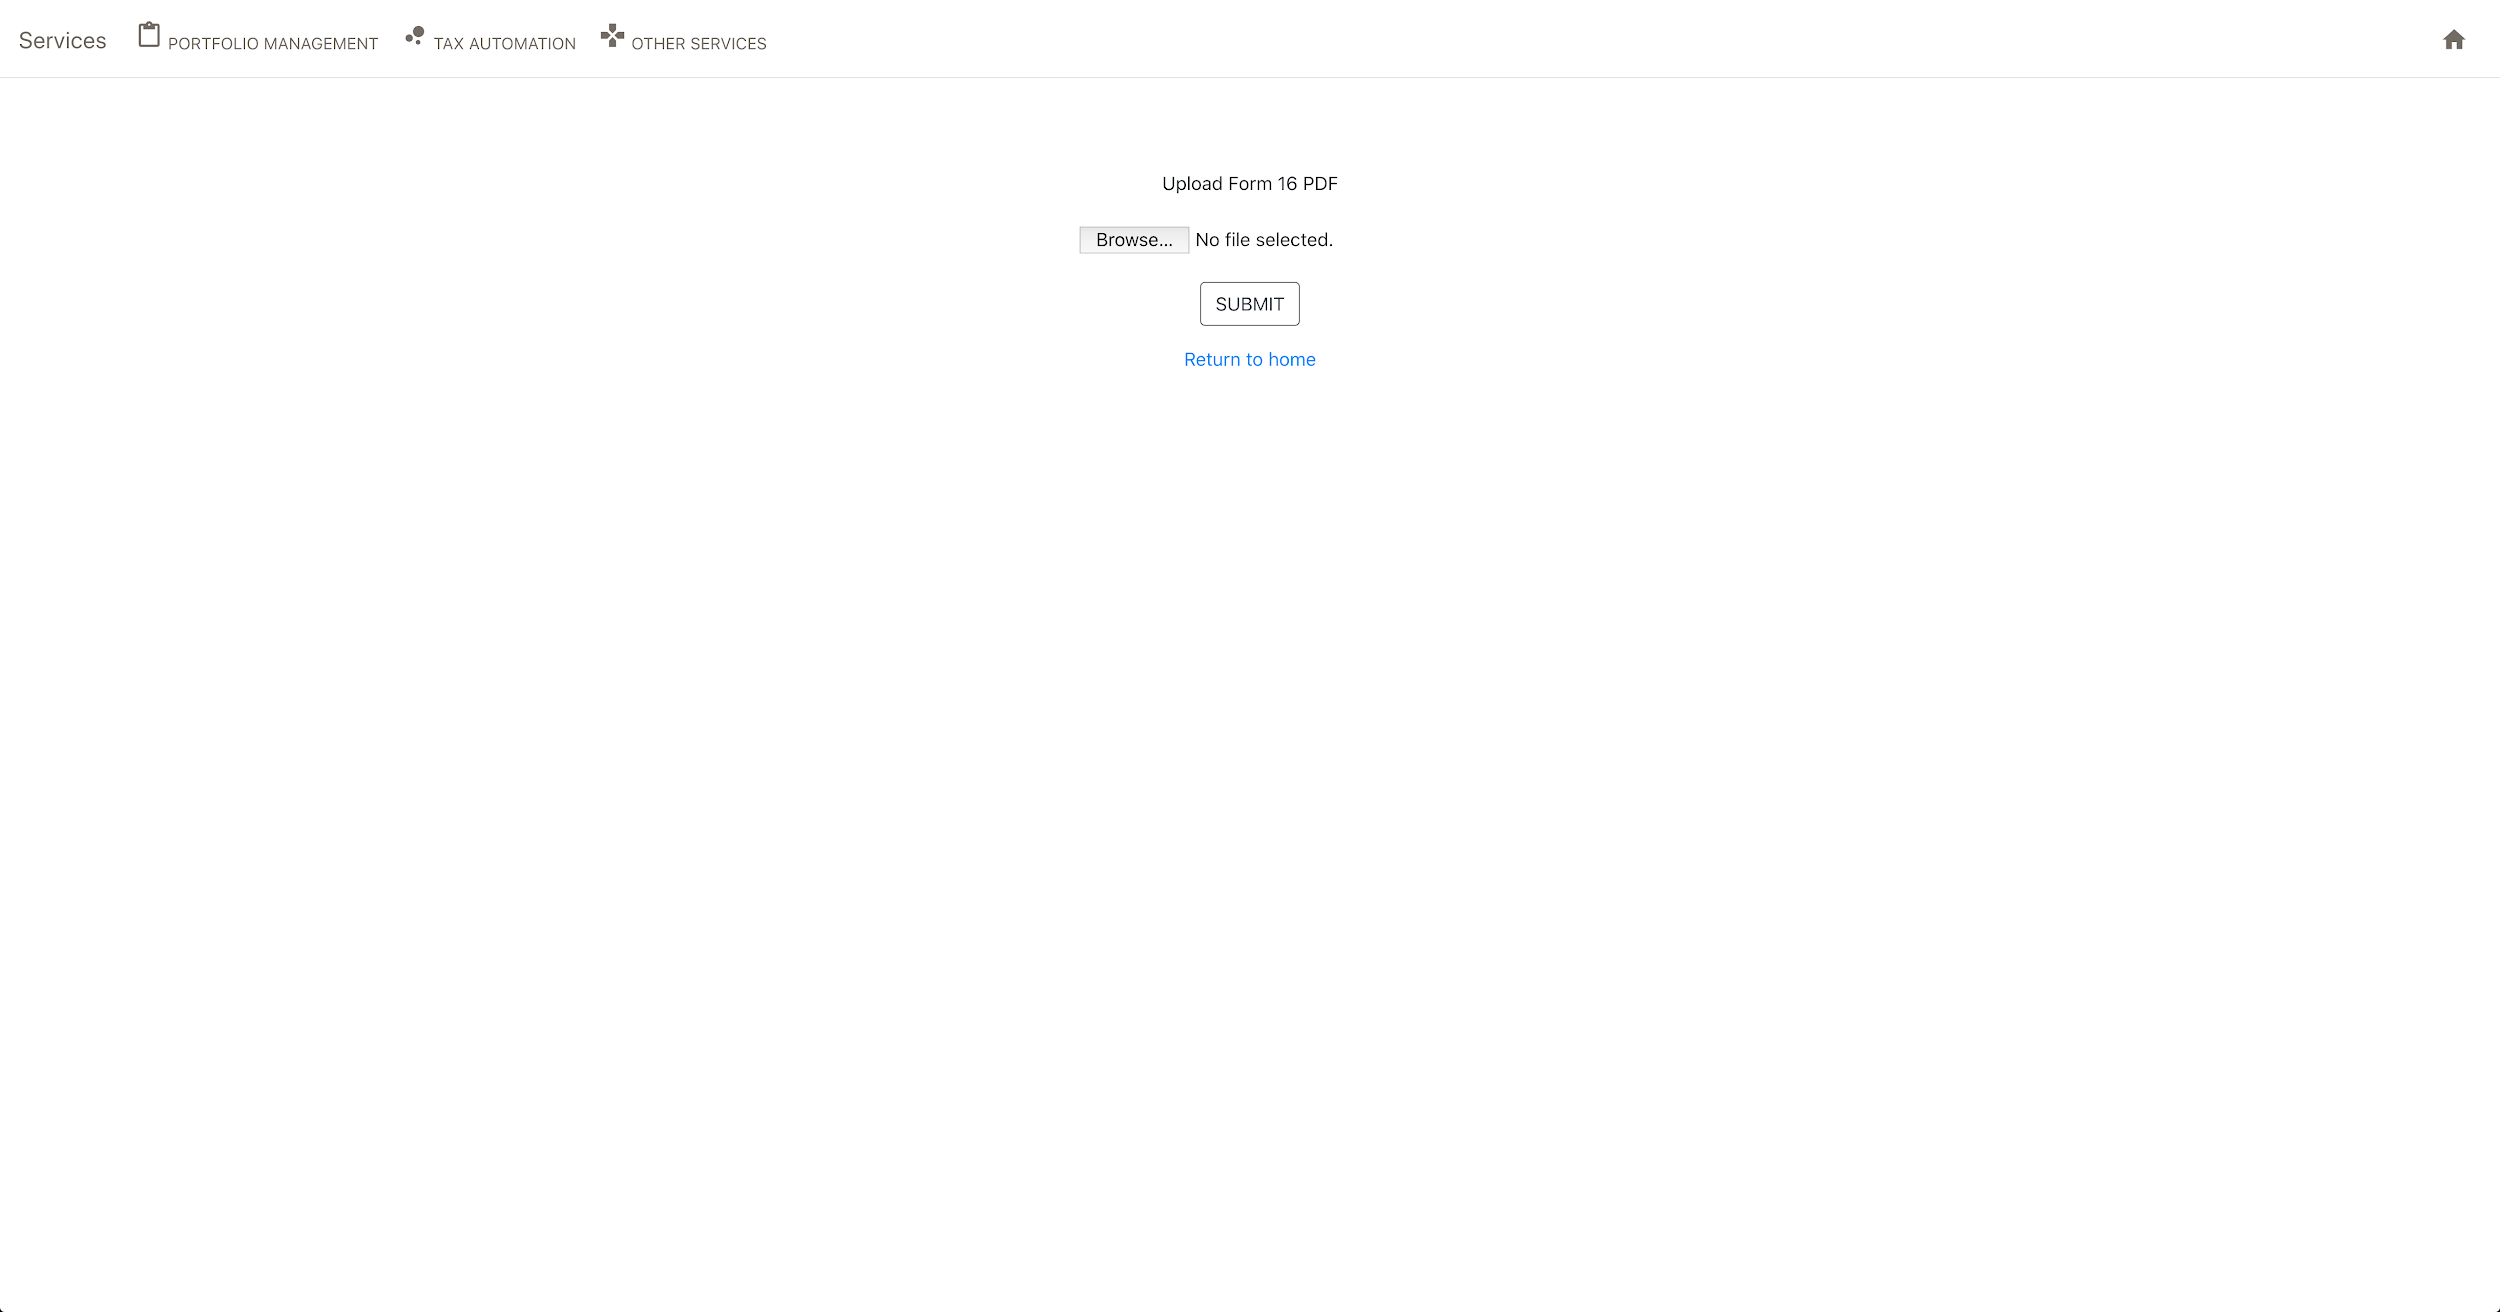 Services PORTFOLIO MANAGEMENT TAX AUTOMATION OTHER SERVICES
Upload Form 16 PDF
Browse... No file selected.
SUBMIT
Return to home